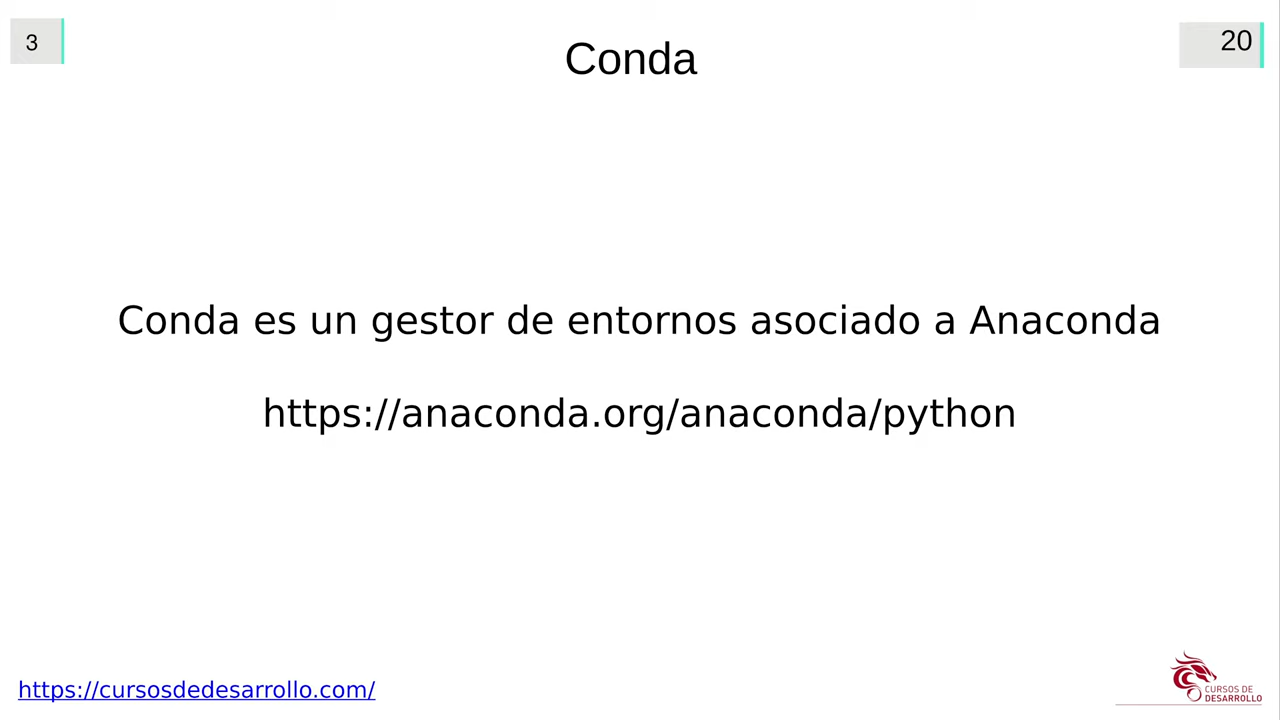 3
Conda
20
Conda es un gestor de entornos asociado a Anaconda
https://anaconda.org/anaconda/python
https://cursosdedesarrollo.com/
CURSOS DE
DESARROLLO